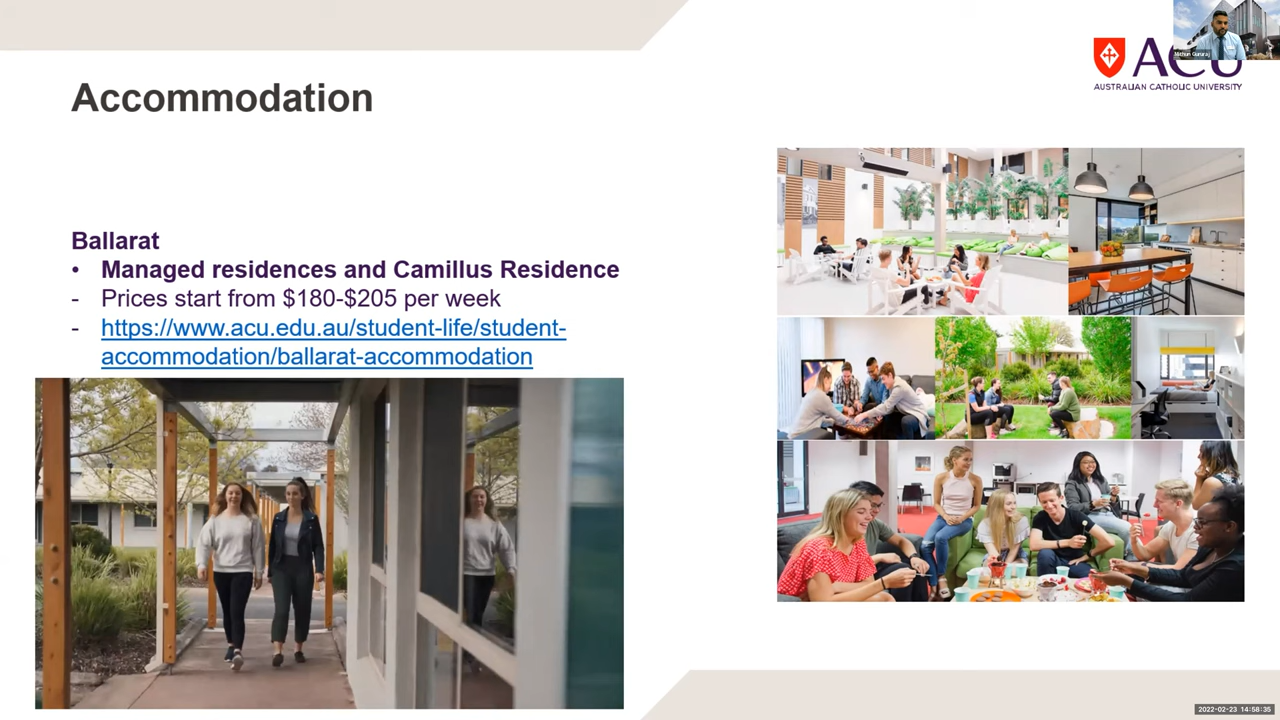 Accommodation
ACU
AUSTRALIAN CATHOLIC UNIVERSITY
Ballarat
• Managed residences and Camillus Residence
- Prices start from $180-$205 per week
- https://www.acu.edu.au/student-life/student-
accommodation/ballarat-accommodation
2022-02-23 14:58:35